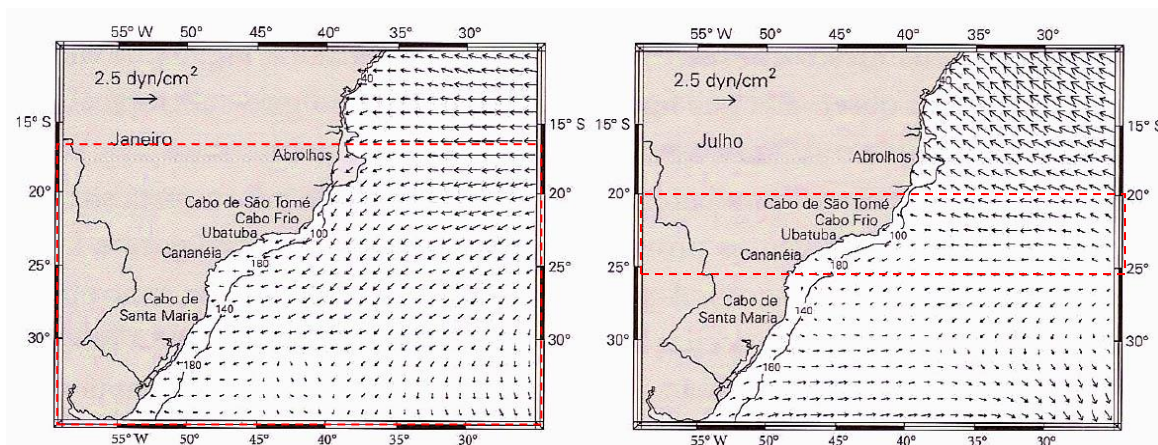 55° W 50° 45° 40° 35° 30°
2.5 dyn/cm²
40
15° S
15° S
Janeiro
Abrolhos
20°
20°
Cabo de São Tomé
Cabo Frio
100
Ubatuba
Cananéia
180
25°
25°
140
Cabo de
Santa Maria
30°
30°
180
55° W 50° 45° 40° 35° 30°
55° W 50° 45° 40° 35° 30°
2.5 dyn/cm²
40
15° S
15° S
Julho
Abrolhos
20°
20°
Cabo de São Tomé
Cabo Frio
100
Ubatuba
Cananéia
180
25°
25°
140
Cabo de
Santa Maria
30°
30°
180
55° W 50° 45° 40° 35° 30°